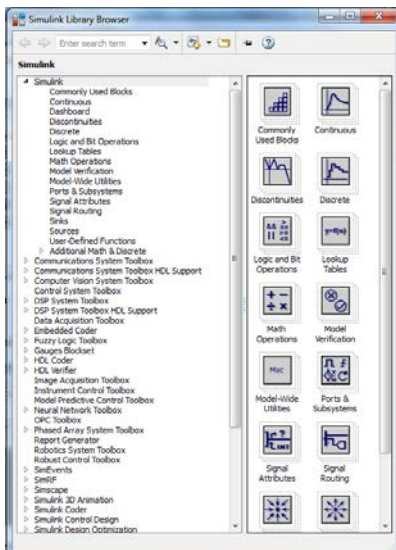 Simulink Library Browser
Enter search term
Simulink
Simulink
Commonly Used Blocks
Continuous
Dashboard
Discontinuities
Discrete
Logic and Bit Operations
Lookup Tables
Math Operations
Model Verification
Model-Wide Utilities
Ports & Subsystems
Signal Attributes
Signal Routing
Sinks
Sources
User-Defined Functions
Additional Math & Discrete
Communications System Toolbox
Communications System Toolbox HDL Support
Computer Vision System Toolbox
Control System Toolbox
DSP System Toolbox
DSP System Toolbox HDL Support
Data Acquisition Toolbox
Embedded Coder
Fuzzy Logic Toolbox
Gauges Blockset
HDL Coder
HDL Verifier
Image Acquisition Toolbox
Instrument Control Toolbox
Model Predictive Control Toolbox
Neural Network Toolbox
OPC Toolbox
Phased Array System Toolbox
Report Generator
Robotics System Toolbox
Robust Control Toolbox
SimEvents
SimRF
Simscape
Simulink 3D Animation
Simulink Coder
Simulink Control Design
Simulink Design Optimization
Commonly
Used Blocks
Continuous
Discontinuities
Discrete
Logic and Bit
Operations
y=f(u)
Lookup
Tables
+ −
÷ ×
Math
Operations
Model
Verification
Misc
Model-Wide
Utilities
Ports &
Subsystems
Signal
Attributes
Signal
Routing